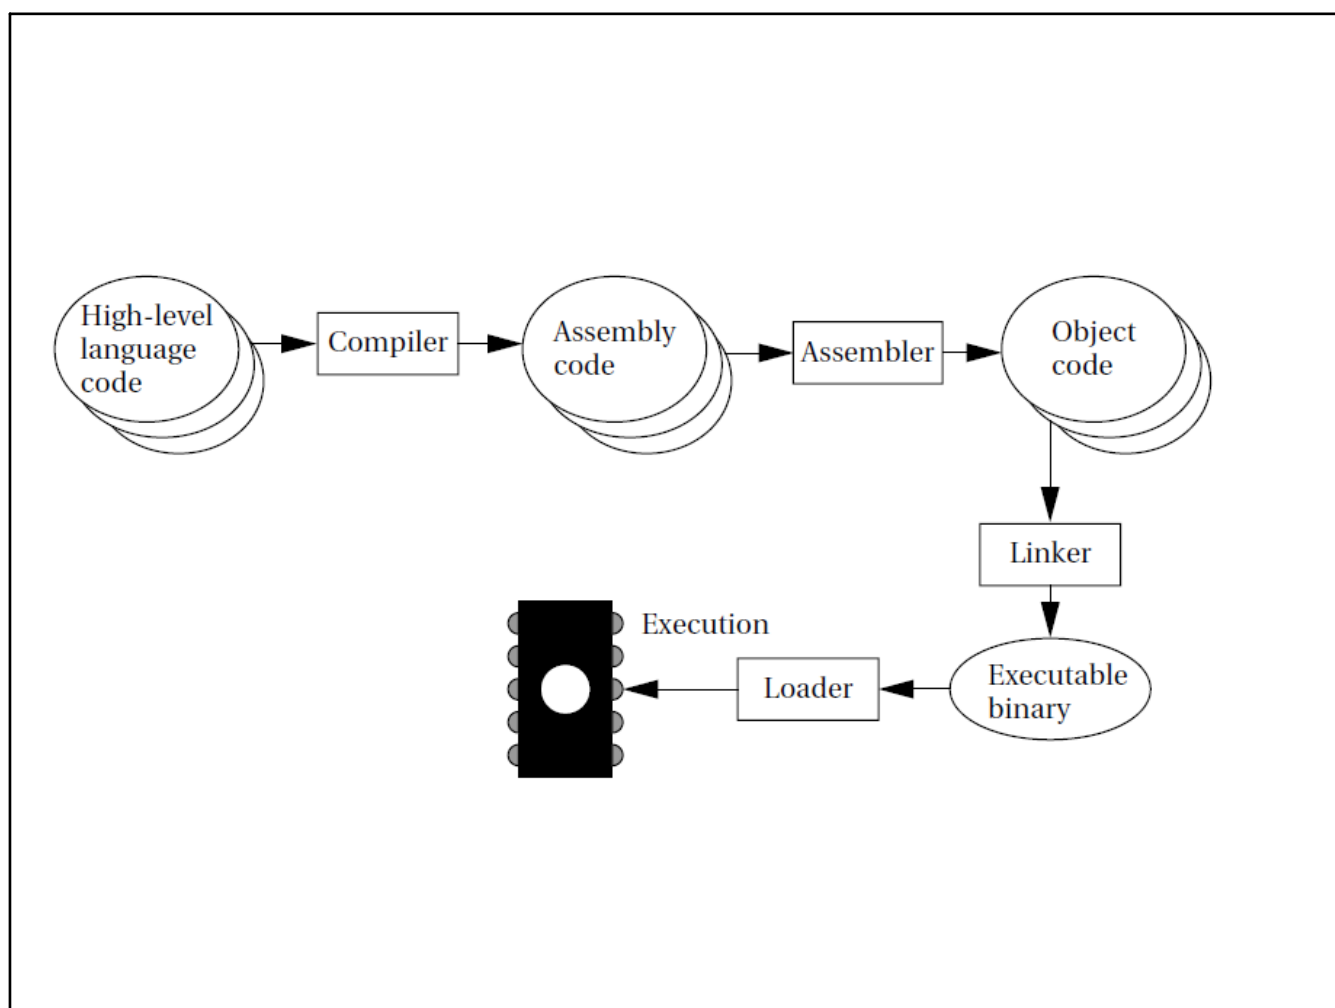 High-level
language
code
Compiler
Assembly
code
Assembler
Object
code
Linker
Executable
binary
Loader
Execution